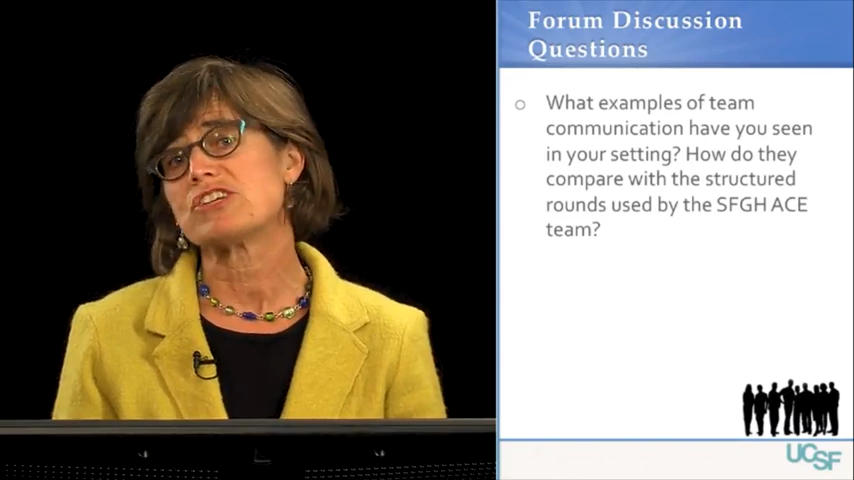 Forum Discussion
Questions
What examples of team
communication have you seen
in your setting? How do they
compare with the structured
rounds used by the SFGH ACE
team?
UCSF